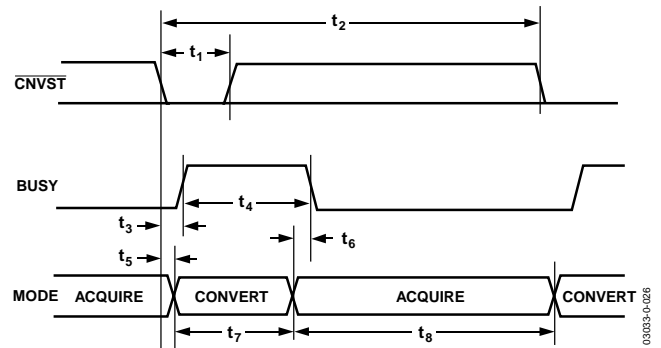 t2
t1
CNVST
BUSY
t4
t3
t6
t5
MODE ACQUIRE CONVERT ACQUIRE CONVERT
t7 t8
03033-0-026